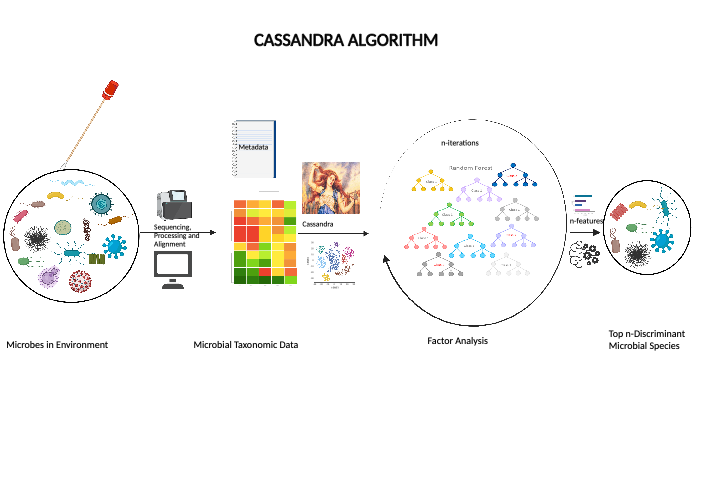 CASSANDRA ALGORITHM
Metadata
n-iterations
Random Forest
Sequencing,
Processing and
Alignment
Cassandra
n-features
Microbes in Environment
Microbial Taxonomic Data
Factor Analysis
Top n-Discriminant
Microbial Species